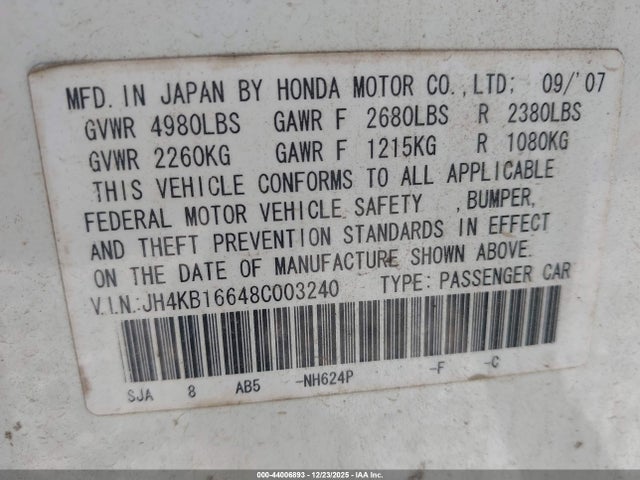 MFD. IN JAPAN BY HONDA MOTOR CO., LTD; 09/'07
GVWR 4980LBS GAWR F 2680LBS R 2380LBS
GVWR 2260KG GAWR F 1215KG R 1080KG
THIS VEHICLE CONFORMS TO ALL APPLICABLE
FEDERAL MOTOR VEHICLE SAFETY , BUMPER,
AND THEFT PREVENTION STANDARDS IN EFFECT
ON THE DATE OF MANUFACTURE SHOWN ABOVE.
V.I.N.: JH4KB16648C003240 TYPE: PASSENGER CAR
SJA 8 AB5 -NH624P -F -C
000-44006893 - 12/23/2025 - IAAI.COM